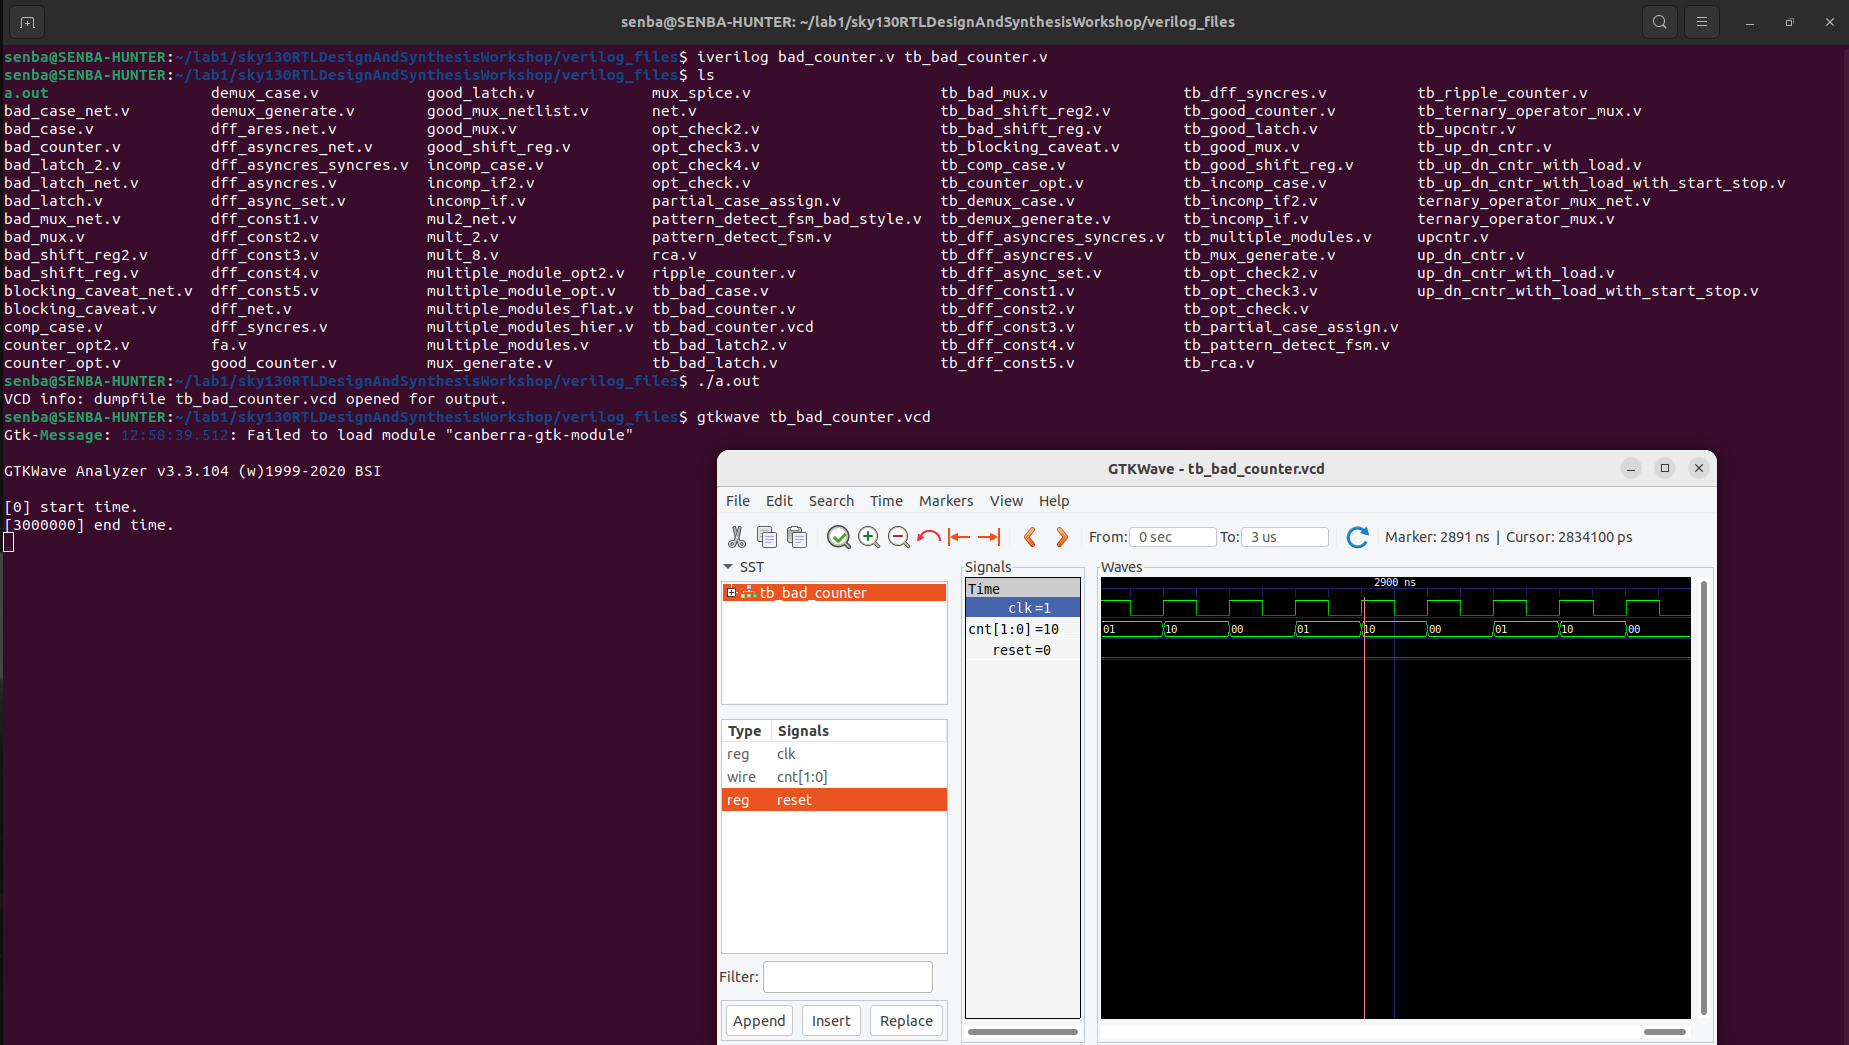 senba@SENBA-HUNTER: ~/lab1/sky130RTLDesignAndSynthesisWorkshop/verilog_files
senba@SENBA-HUNTER:~/lab1/sky130RTLDesignAndSynthesisWorkshop/verilog_files$ iverilog bad_counter.v tb_bad_counter.v
senba@SENBA-HUNTER:~/lab1/sky130RTLDesignAndSynthesisWorkshop/verilog_files$ ls
a.out demux_case.v good_latch.v mux_spice.v tb_bad_mux.v tb_dff_syncres.v tb_ripple_counter.v
bad_case_net.v demux_generate.v good_mux_netlist.v net.v tb_bad_shift_reg2.v tb_good_counter.v tb_ternary_operator_mux.v
bad_case.v dff_ares.net.v good_mux.v opt_check2.v tb_bad_shift_reg.v tb_good_latch.v tb_upcntr.v
bad_counter.v dff_asyncres_net.v good_shift_reg.v opt_check3.v tb_blocking_caveat.v tb_good_mux.v tb_up_dn_cntr.v
bad_latch_2.v dff_asyncres_syncres.v incomp_case.v opt_check4.v tb_comp_case.v tb_good_shift_reg.v tb_up_dn_cntr_with_load.v
bad_latch_net.v dff_asyncres.v incomp_if2.v opt_check.v tb_counter_opt.v tb_incomp_case.v tb_up_dn_cntr_with_load_with_start_stop.v
bad_latch.v dff_async_set.v incomp_if.v partial_case_assign.v tb_demux_case.v tb_incomp_if2.v ternary_operator_mux_net.v
bad_mux_net.v dff_const1.v mul2_net.v pattern_detect_fsm_bad_style.v tb_demux_generate.v tb_incomp_if.v ternary_operator_mux.v
bad_mux.v dff_const2.v mult_2.v pattern_detect_fsm.v tb_dff_asyncres_syncres.v tb_multiple_modules.v upcntr.v
bad_shift_reg2.v dff_const3.v mult_8.v rca.v tb_dff_asyncres.v tb_mux_generate.v up_dn_cntr.v
bad_shift_reg.v dff_const4.v multiple_module_opt2.v ripple_counter.v tb_dff_async_set.v tb_opt_check2.v up_dn_cntr_with_load.v
blocking_caveat_net.v dff_const5.v multiple_module_opt.v tb_bad_case.v tb_dff_const1.v tb_opt_check3.v up_dn_cntr_with_load_with_start_stop.v
blocking_caveat.v dff_net.v multiple_modules_flat.v tb_bad_counter.v tb_dff_const2.v tb_opt_check.v
comp_case.v dff_syncres.v multiple_modules_hier.v tb_bad_counter.vcd tb_dff_const3.v tb_partial_case_assign.v
counter_opt2.v fa.v multiple_modules.v tb_bad_latch2.v tb_dff_const4.v tb_pattern_detect_fsm.v
counter_opt.v good_counter.v mux_generate.v tb_bad_latch.v tb_dff_const5.v tb_rca.v
senba@SENBA-HUNTER:~/lab1/sky130RTLDesignAndSynthesisWorkshop/verilog_files$ ./a.out
VCD info: dumpfile tb_bad_counter.vcd opened for output.
senba@SENBA-HUNTER:~/lab1/sky130RTLDesignAndSynthesisWorkshop/verilog_files$ gtkwave tb_bad_counter.vcd
Gtk-Message: 12:58:39.512: Failed to load module "canberra-gtk-module"
GTKWave Analyzer v3.3.104 (w)1999-2020 BSI
[0] start time.
[3000000] end time.
GTKWave - tb_bad_counter.vcd
File Edit Search Time Markers View Help
From: 0 sec To: 3 us Marker: 2891 ns | Cursor: 2834100 ps
SST
tb_bad_counter
Type Signals
reg clk
wire cnt[1:0]
reg reset
Filter:
Append Insert Replace
Signals
Time
clk=1
cnt[1:0]=10
reset=0
Waves
2900 ns
01 10 00 01 10 00 01 10 00